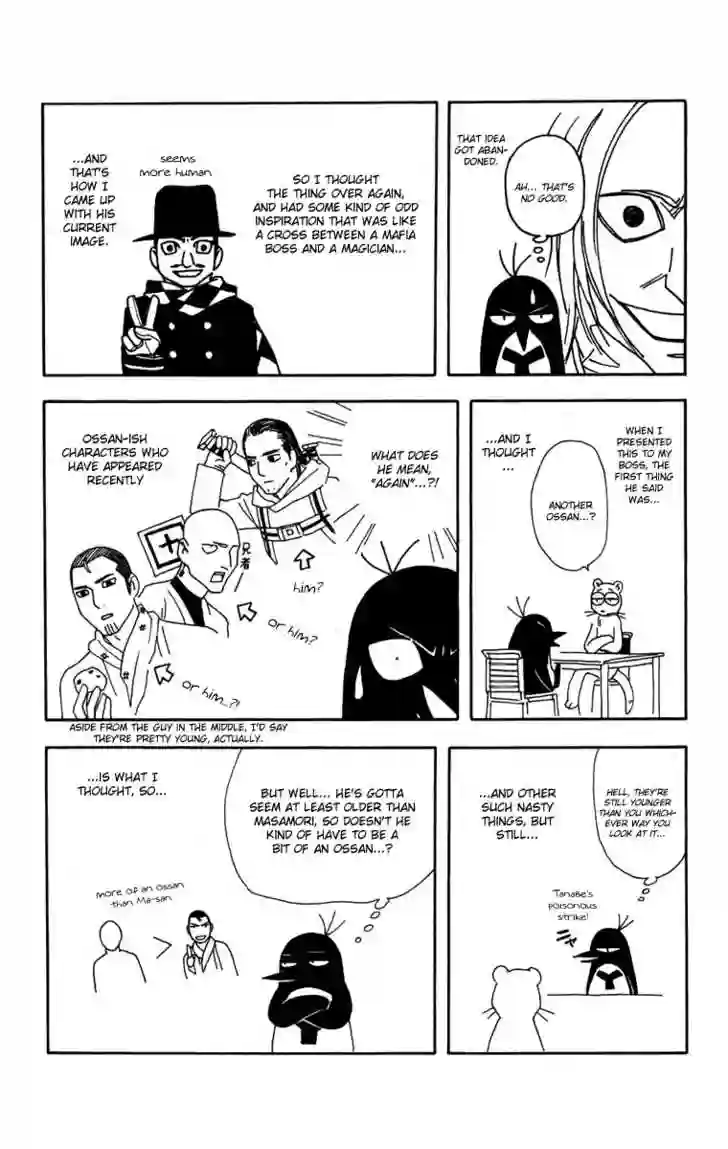 THAT IDEA
GOT ABAN-
DONED.
AH... THAT'S
NO GOOD.
SO I THOUGHT
THE THING OVER AGAIN,
AND HAD SOME KIND OF ODD
INSPIRATION THAT WAS LIKE
A CROSS BETWEEN A MAFIA
BOSS AND A MAGICIAN...
seems
more human
...AND
THAT'S
HOW I
CAME UP
WITH HIS
CURRENT
IMAGE.
WHEN I
PRESENTED
THIS TO MY
BOSS, THE
FIRST THING
HE SAID
WAS...
ANOTHER
OSSAN...?
...AND I
THOUGHT
...
WHAT DOES
HE MEAN,
"AGAIN"...?!
OSSAN-ISH
CHARACTERS WHO
HAVE APPEARED
RECENTLY
him?
兄者
or him?
or him...?!
ASIDE FROM THE GUY IN THE MIDDLE, I'D SAY
THEY'RE PRETTY YOUNG, ACTUALLY.
HELL, THEY'RE
STILL YOUNGER
THAN YOU WHICH-
EVER WAY YOU
LOOK AT IT...
...AND OTHER
SUCH NASTY
THINGS, BUT
STILL...
Tanabe's
poisonous
strike!
BUT WELL... HE'S GOTTA
SEEM AT LEAST OLDER THAN
MASAMORI, SO DOESN'T HE
KIND OF HAVE TO BE A
BIT OF AN OSSAN...?
...IS WHAT I
THOUGHT, SO...
more of an ossan
than Ma-san
>